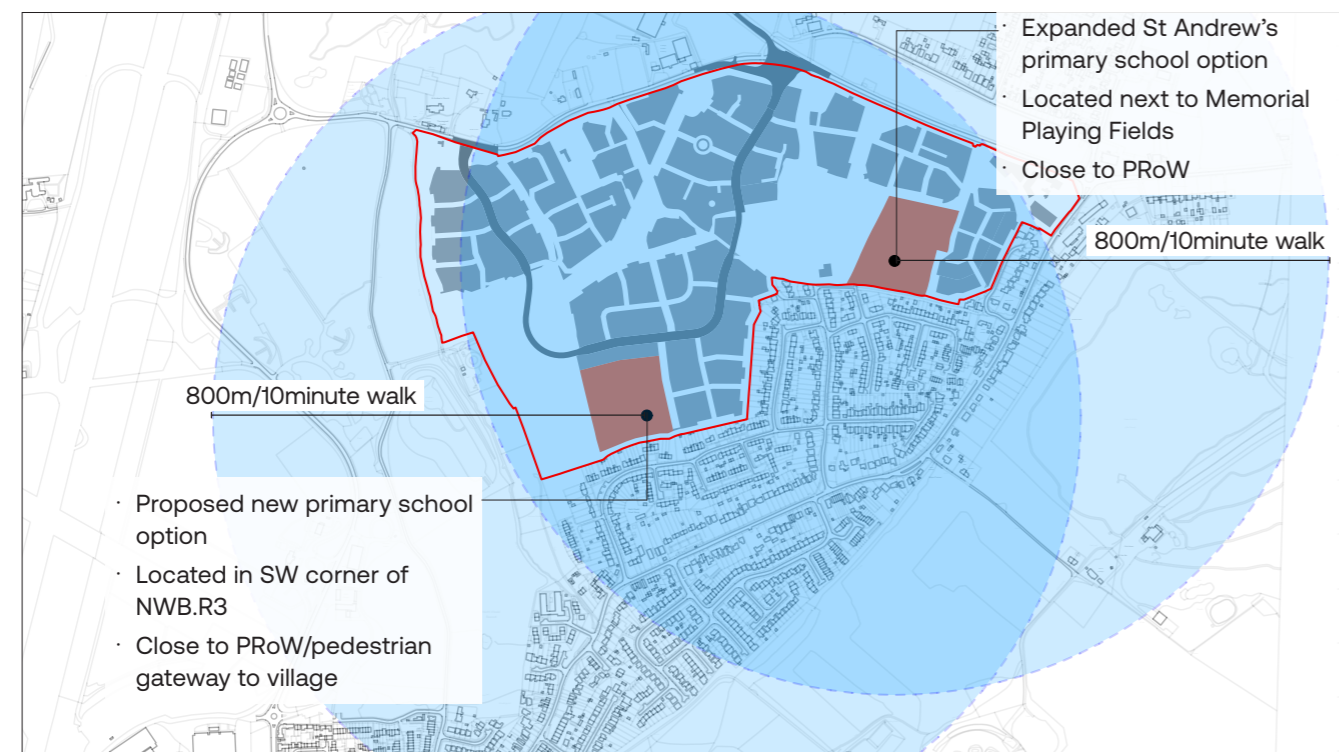 · Expanded St Andrew’s
primary school option
· Located next to Memorial
Playing Fields
· Close to PRoW
800m/10minute walk
800m/10minute walk
· Proposed new primary school
option
· Located in SW corner of
NWB.R3
· Close to PRoW/pedestrian
gateway to village